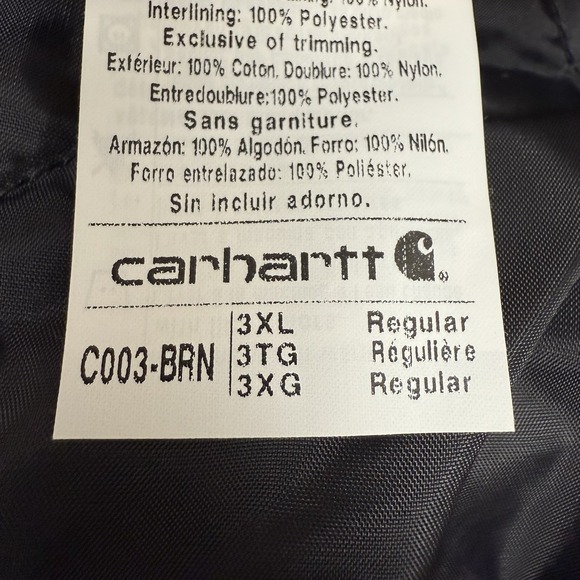 100% Nylon.
Interlining: 100% Polyester.
Exclusive of trimming.
Extérieur: 100% Coton. Doublure: 100% Nylon.
Entredoublure:100% Polyester.
Sans garniture.
Armazón: 100% Algodón. Forro: 100% Nilón.
Forro entrelazado: 100% Poliéster.
Sin incluir adorno.
carhartt
C003-BRN
3XL Regular
3TG Régulière
3XG Regular